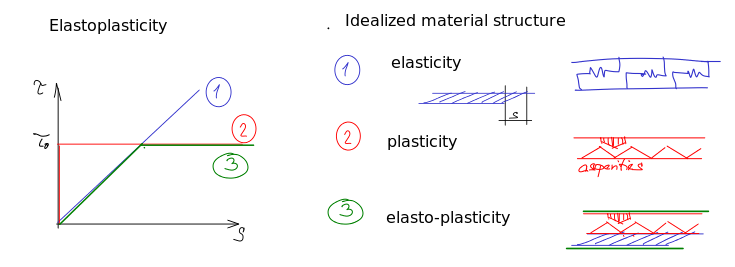 Elastoplasticity
Idealized material structure
τ
1
2
τ₀
3
s
1 elasticity
s
2 plasticity
asperities
3 elasto-plasticity